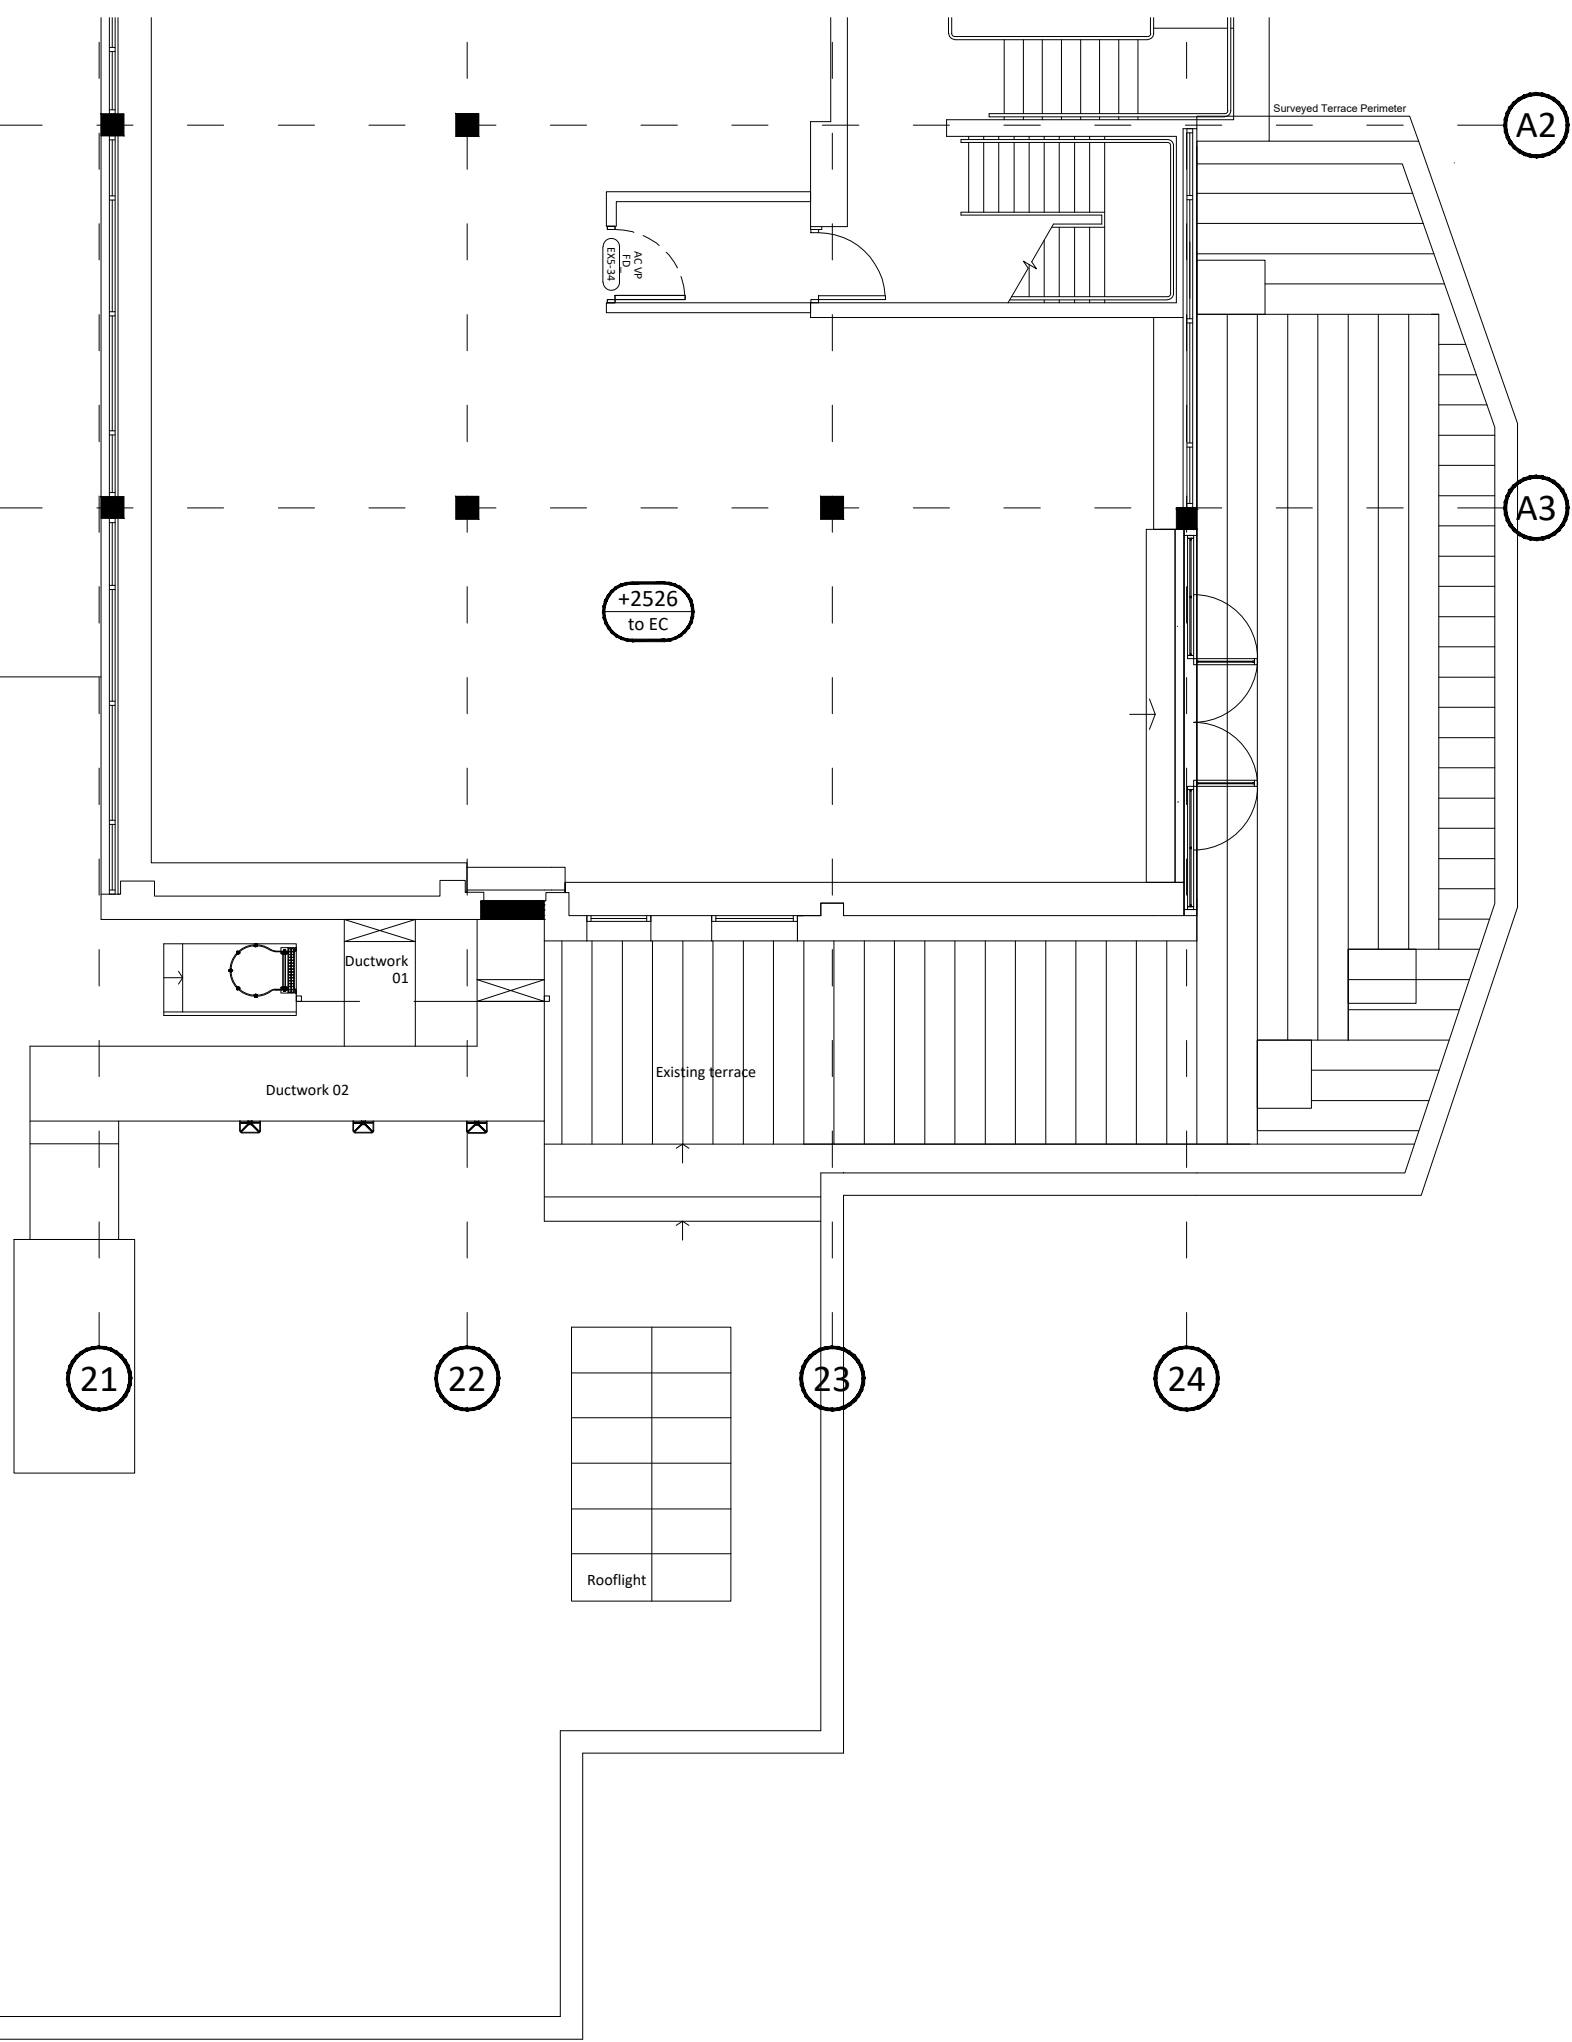 Surveyed Terrace Perimeter
A2
AC VP
FD
EX5-34
A3
+2526
to EC
Ductwork
01
Existing terrace
Ductwork 02
21
22
23
24
Rooflight